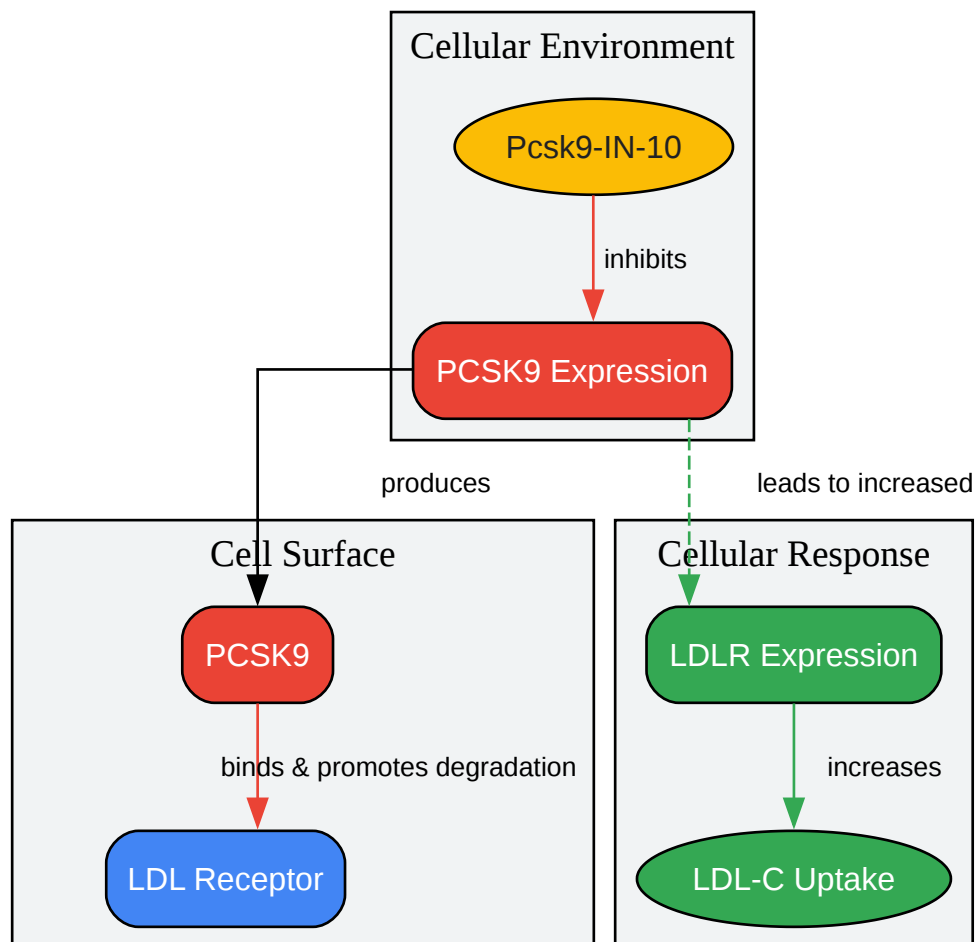 Cellular Environment
Pcsk9-IN-10
inhibits
PCSK9 Expression
produces
leads to increased
Cell Surface
Cellular Response
PCSK9
LDLR Expression
binds & promotes degradation
increases
LDL Receptor
LDL-C Uptake